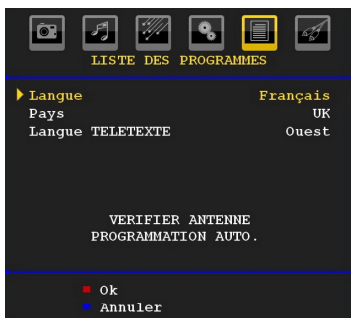 LISTE DES PROGRAMMES
Langue Français
Pays UK
Langue TELETEXTE Ouest
VERIFIER ANTENNE
PROGRAMMATION AUTO.
Ok
Annuler